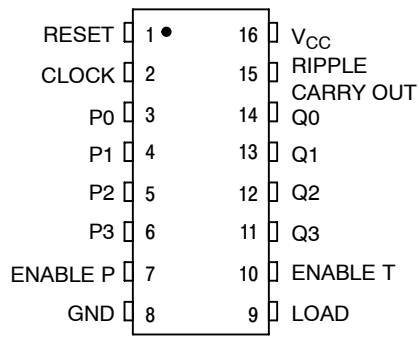 RESET 1 16 VCC
CLOCK 2 15 RIPPLE
CARRY OUT
P0 3 14 Q0
P1 4 13 Q1
P2 5 12 Q2
P3 6 11 Q3
ENABLE P 7 10 ENABLE T
GND 8 9 LOAD